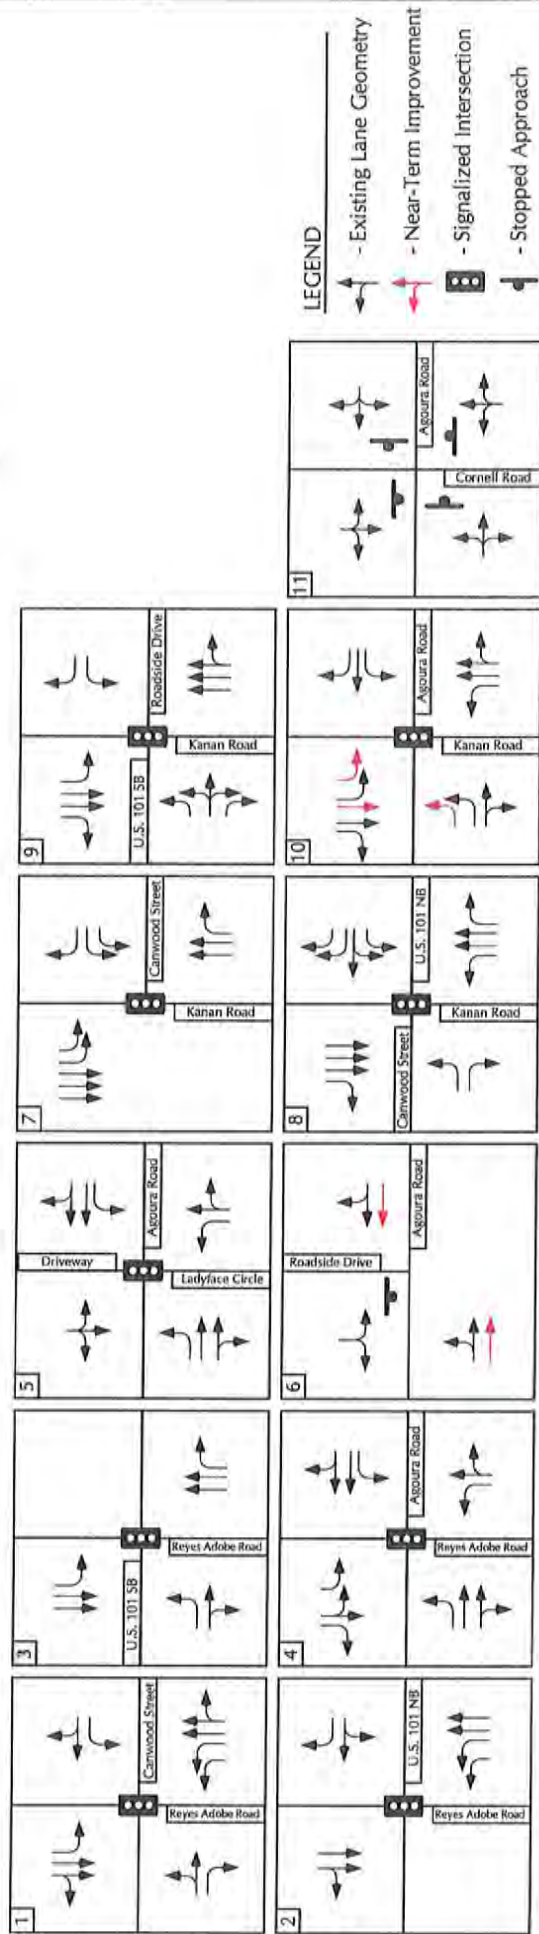 1
Canwood Street
Reyes Adobe Road
3
U.S. 101 SB
Reyes Adobe Road
5
Driveway
Agoura Road
Ladyface Circle
7
Canwood Street
Kanan Road
9
Roadside Drive
U.S. 101 SB
Kanan Road
2
U.S. 101 NB
Reyes Adobe Road
4
Agoura Road
Reyes Adobe Road
6
Roadside Drive
Agoura Road
8
U.S. 101 NB
Canwood Street
Kanan Road
10
Agoura Road
Kanan Road
11
Agoura Road
Cornell Road
LEGEND
- Existing Lane Geometry
- Near-Term Improvement
- Signalized Intersection
- Stopped Approach